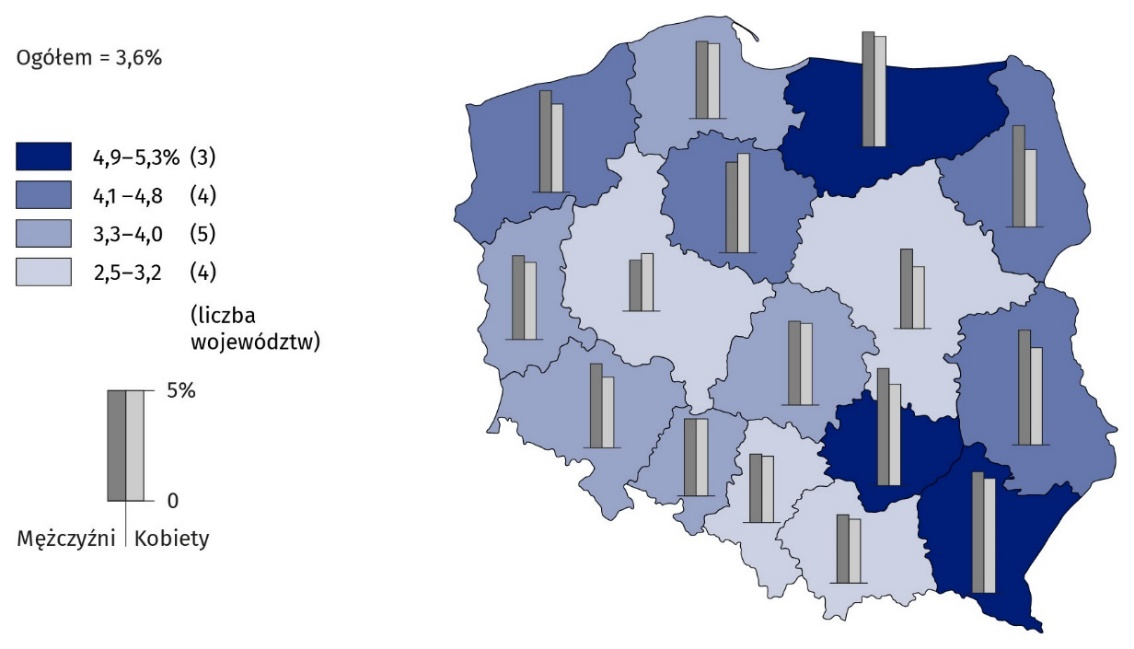 Ogółem = 3,6%
4,9–5,3% (3)
4,1 –4,8 (4)
3,3–4,0 (5)
2,5–3,2 (4)
(liczba
województw)
5%
0
Mężczyźni Kobiety